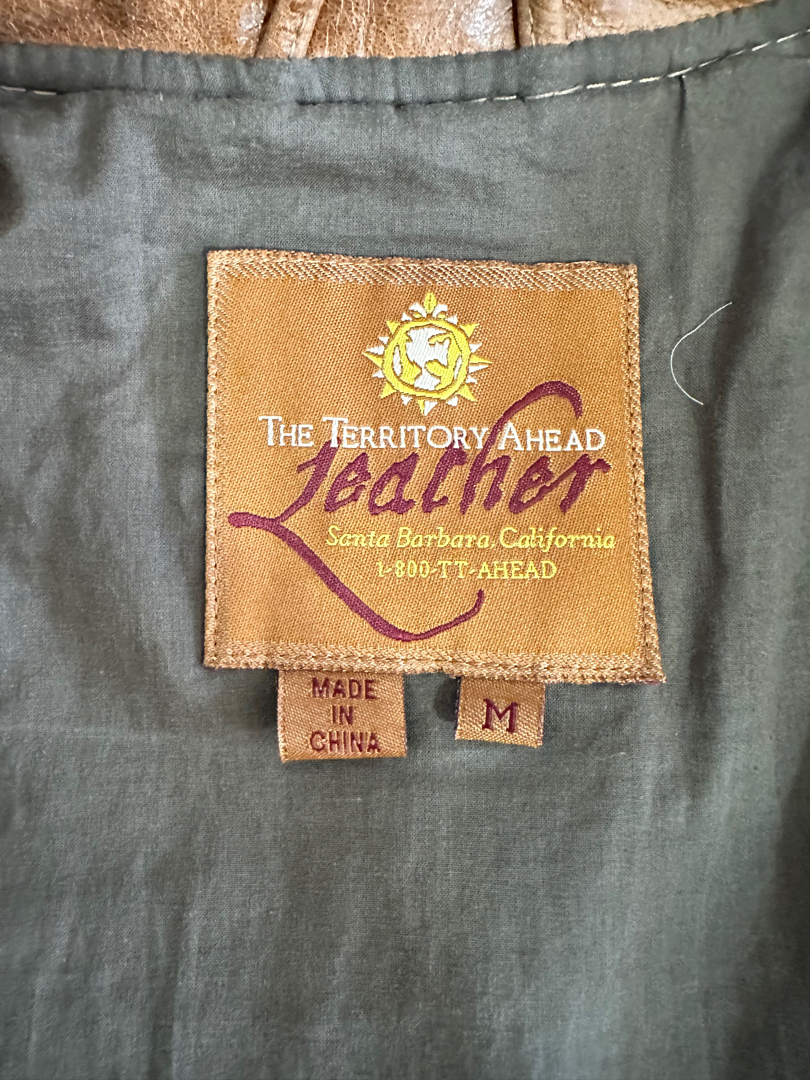 THE TERRITORY AHEAD
Leather
Santa Barbara, California
1-800-TT-AHEAD
MADE
IN
CHINA
M